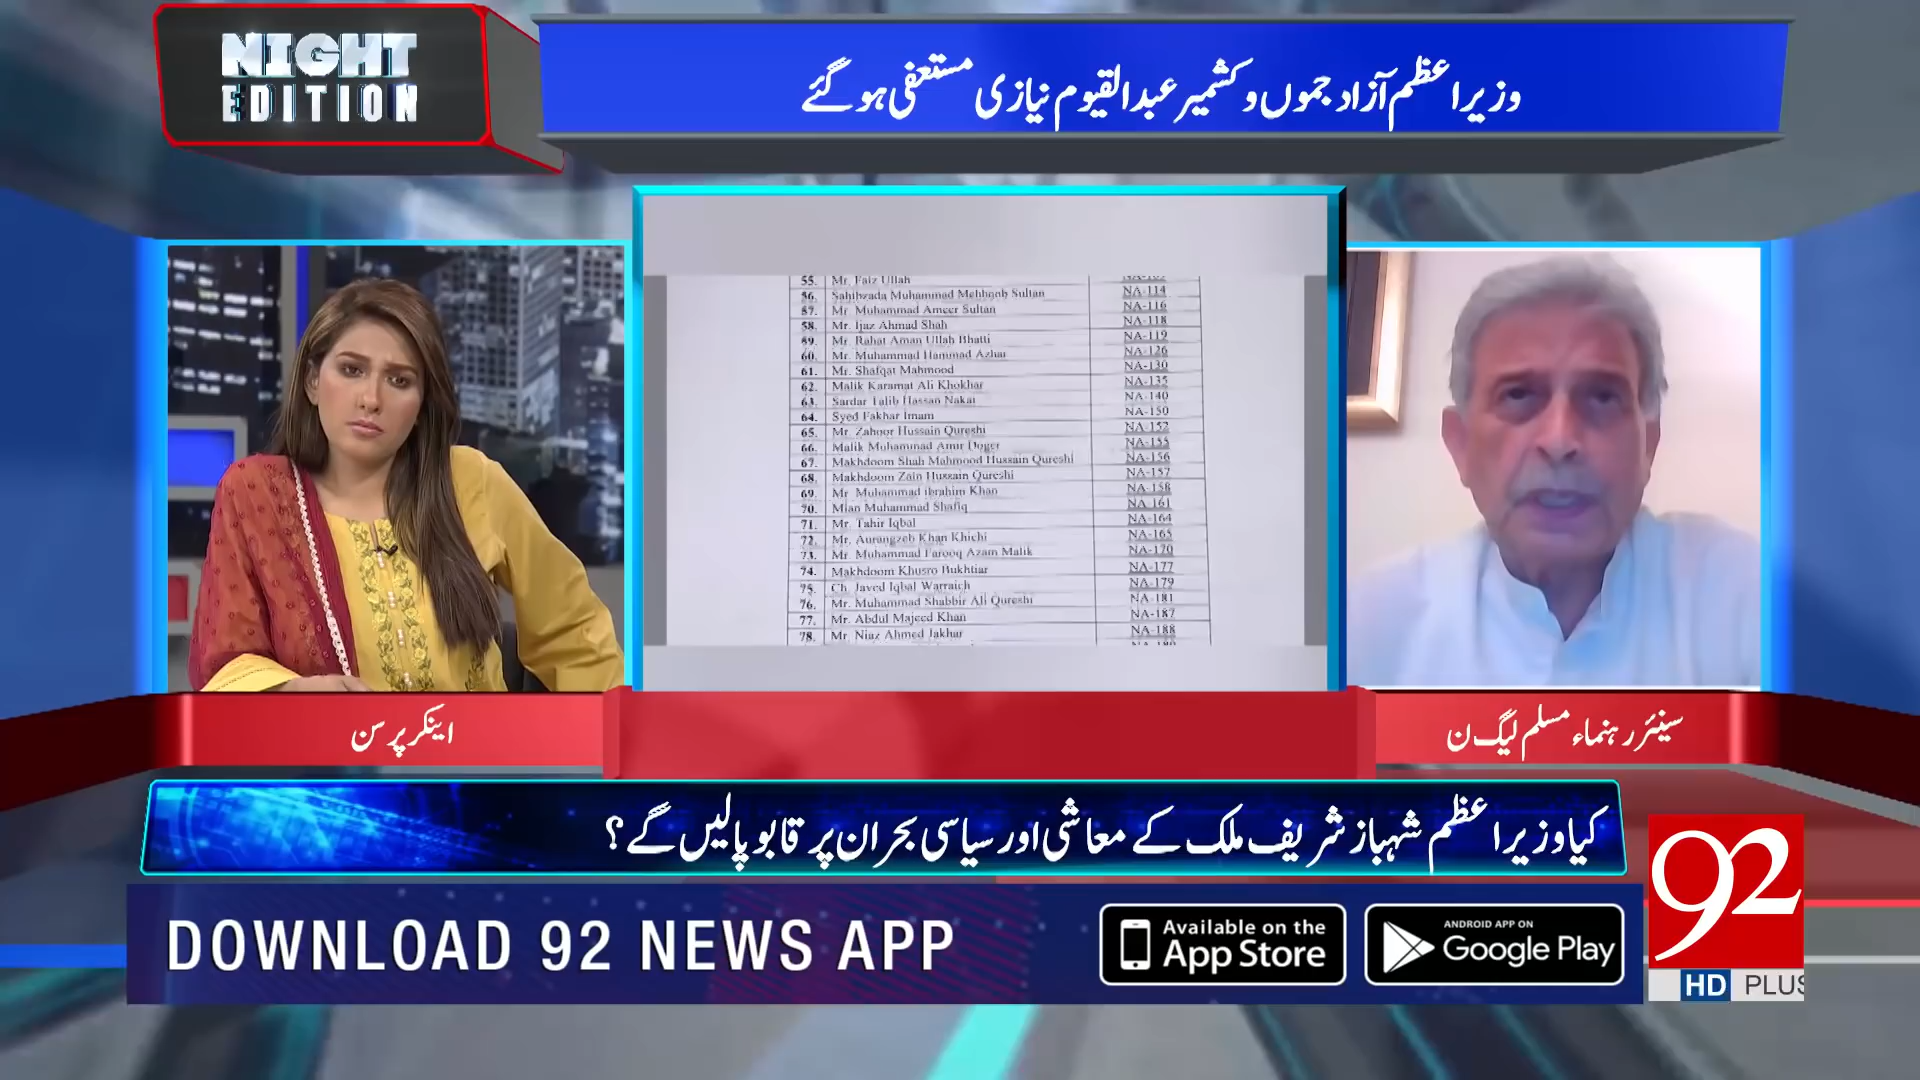 NIGHT
EDITION
وزیراعظم آزاد جموں و کشمیر عبدالقیوم نیازی مستعفی ہو گئے
55. Mr. Faiz Ullah
56. Sahibzada Muhammad Mehboob Sultan NA-114
57. Mr. Muhammad Ameer Sultan NA-116
58. Mr. Ijaz Ahmad Shah NA-118
59. Mr. Rahat Aman Ullah Bhatti NA-119
60. Mr. Muhammad Hammad Azhar NA-126
61. Mr. Shafqat Mahmood NA-130
62. Malik Karamat Ali Khokhar NA-135
63. Sardar Talib Hassan Nakai NA-140
64. Syed Fakhar Imam NA-150
65. Mr. Zahoor Hussain Qureshi NA-152
66. Malik Muhammad Amir Doger NA-155
67. Makhdoom Shah Mahmood Hussain Qureshi NA-156
68. Makhdoom Zain Hussain Qureshi NA-157
69. Mr. Muhammad Ibrahim Khan NA-158
70. Mian Muhammad Shafiq NA-161
71. Mr. Tahir Iqbal NA-164
72. Mr. Aurangzeb Khan Khichi NA-165
73. Mr. Muhammad Farooq Azam Malik NA-170
74. Makhdoom Khusro Bukhtiar NA-177
75. Ch. Javed Iqbal Warraich NA-179
76. Mr. Muhammad Shabbir Ali Qureshi NA-181
77. Mr. Abdul Majeed Khan NA-187
78. Mr. Niaz Ahmed Jakhar NA-188
اینکر پرسن
سینئر رہنماء مسلم لیگ ن
کیا وزیراعظم شہباز شریف ملک کے معاشی اور سیاسی بحران پر قابو پالیں گے؟
DOWNLOAD 92 NEWS APP
Available on the
App Store
ANDROID APP ON
Google Play
92
HD PLUS